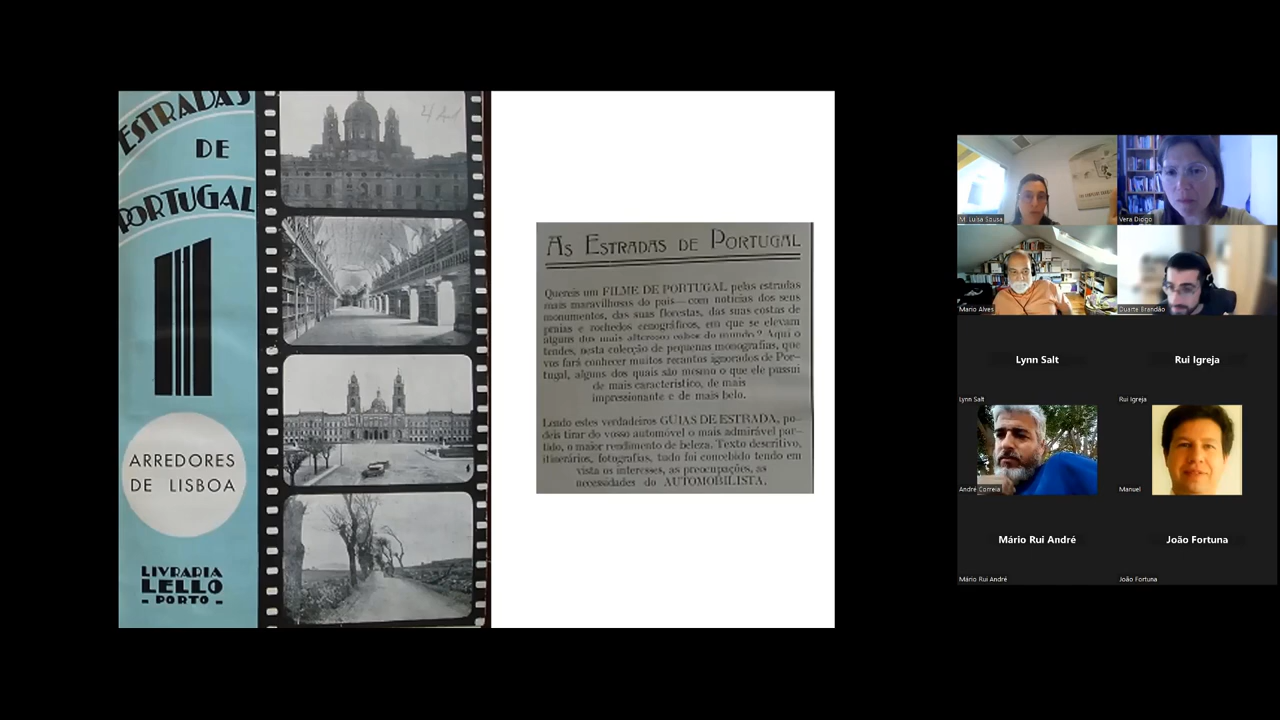 ESTRADAS
DE
PORTUGAL
ARREDORES
DE LISBOA
LIVRARIA
LELLO
- PORTO -
AS ESTRADAS DE PORTUGAL
Quereis um FILME DE PORTUGAL pelas estradas
mais maravilhosas do país—com notícias dos seus
monumentos, das suas florestas, das suas costas de
praias e rochedos cenográficos, em que se elevam
alguns dos mais alterosos cabos do mundo? Aqui o
tendes, nesta colecção de pequenas monografias, que
vos fará conhecer muitos recantos ignorados de Por-
tugal, alguns dos quais são mesmo o que ele possui
de mais característico, de mais
impressionante e de mais belo.
Lendo estes verdadeiros GUIAS DE ESTRADA, po-
deis tirar do vosso automóvel o mais admirável par-
tido, o maior rendimento de beleza. Texto descritivo,
itinerários, fotografias, tudo foi concebido tendo em
vista os interesses, as preocupações, as
necessidades do AUTOMOBILISTA.
M. Luísa Sousa
Vera Diogo
Mario Alves
Duarte Brandão
Lynn Salt
Rui Igreja
Lynn Salt
Rui Igreja
André Correia
Manuel
Mário Rui André
João Fortuna
Mário Rui André
João Fortuna